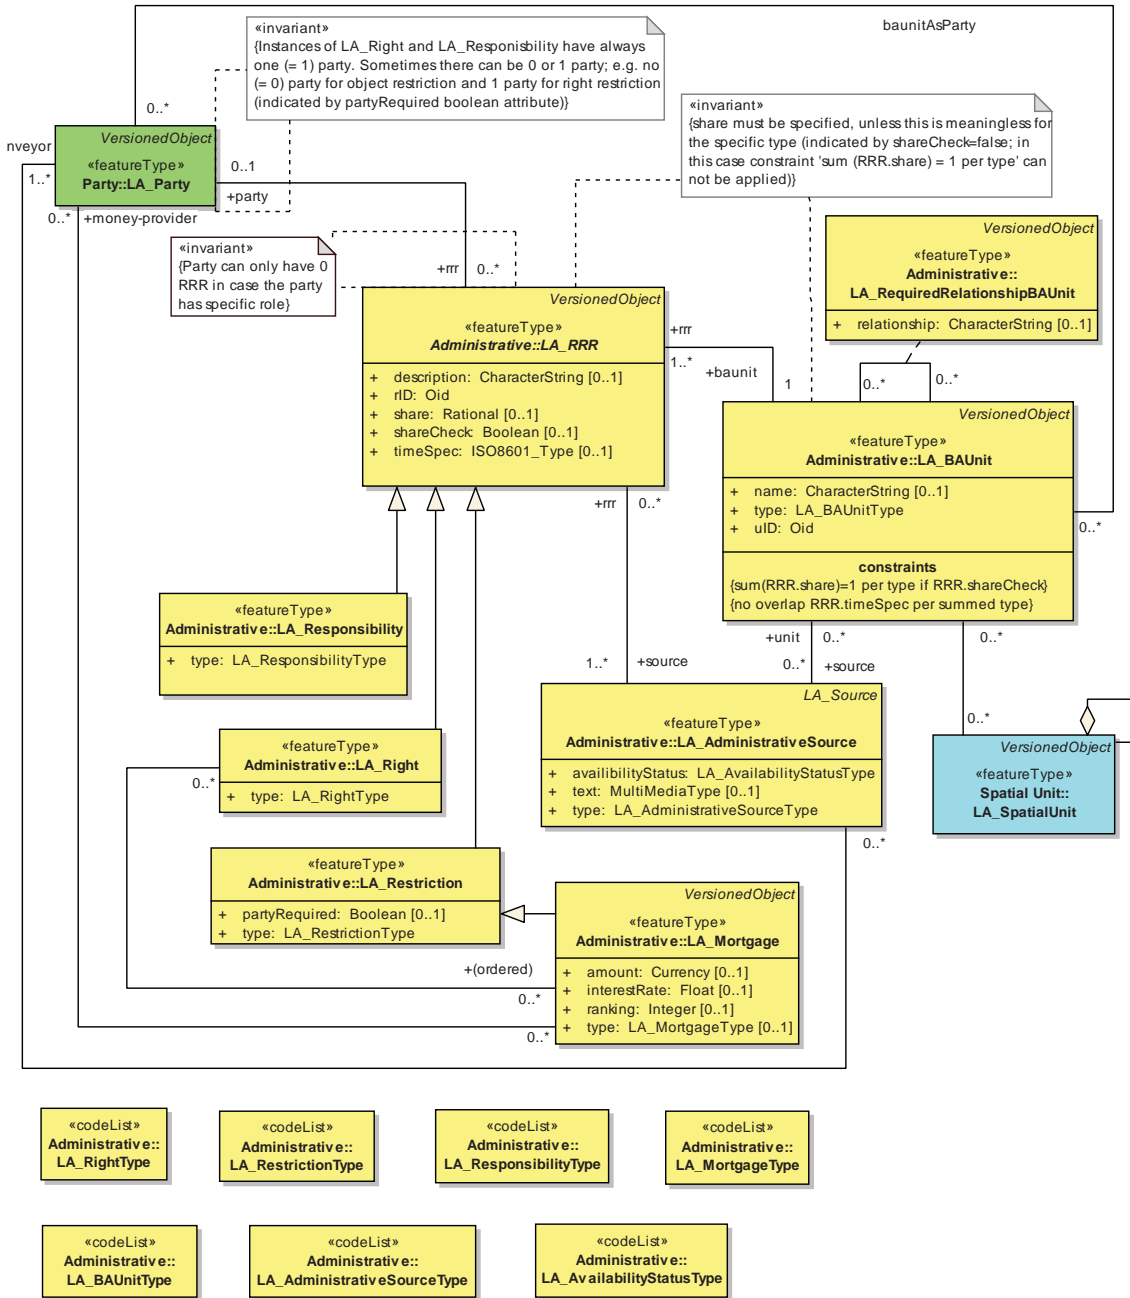 baunitAsParty
«invariant»
{Instances of LA_Right and LA_Responisbility have always
one (= 1) party. Sometimes there can be 0 or 1 party; e.g. no
(= 0) party for object restriction and 1 party for right restriction
(indicated by partyRequired boolean attribute)}
«invariant»
{share must be specified, unless this is meaningless for
the specific type (indicated by shareCheck=false; in
this case constraint 'sum (RRR.share) = 1 per type' can
not be applied)}
0..*
nveyor
1..*
VersionedObject
«featureType»
Party::LA_Party
0..1
+party
0..*
+money-provider
«invariant»
{Party can only have 0
RRR in case the party
has specific role}
+rrr
0..*
VersionedObject
«featureType»
Administrative::
LA_RequiredRelationshipBAUnit
+ relationship: CharacterString [0..1]
0..*
0..*
VersionedObject
«featureType»
Administrative::LA_RRR
+ description: CharacterString [0..1]
+ rID: Oid
+ share: Rational [0..1]
+ shareCheck: Boolean [0..1]
+ timeSpec: ISO8601_Type [0..1]
+rrr
1..*
+baunit
1
VersionedObject
«featureType»
Administrative::LA_BAUnit
+ name: CharacterString [0..1]
+ type: LA_BAUnitType
+ uID: Oid
constraints
{sum(RRR.share)=1 per type if RRR.shareCheck}
{no overlap RRR.timeSpec per summed type}
0..*
+rrr
0..*
«featureType»
Administrative::LA_Responsibility
+ type: LA_ResponsibilityType
+unit
0..*
0..*
1..*
+source
0..*
+source
0..*
LA_Source
«featureType»
Administrative::LA_AdministrativeSource
+ availibilityStatus: LA_AvailabilityStatusType
+ text: MultiMediaType [0..1]
+ type: LA_AdministrativeSourceType
0..*
VersionedObject
«featureType»
Spatial Unit::
LA_SpatialUnit
«featureType»
Administrative::LA_Right
+ type: LA_RightType
0..*
«featureType»
Administrative::LA_Restriction
+ partyRequired: Boolean [0..1]
+ type: LA_RestrictionType
VersionedObject
«featureType»
Administrative::LA_Mortgage
+ amount: Currency [0..1]
+ interestRate: Float [0..1]
+ ranking: Integer [0..1]
+ type: LA_MortgageType [0..1]
+(ordered)
0..*
0..*
«codeList»
Administrative::
LA_RightType
«codeList»
Administrative::
LA_RestrictionType
«codeList»
Administrative::
LA_ResponsibilityType
«codeList»
Administrative::
LA_MortgageType
«codeList»
Administrative::
LA_BAUnitType
«codeList»
Administrative::
LA_AdministrativeSourceType
«codeList»
Administrative::
LA_AvailabilityStatusType